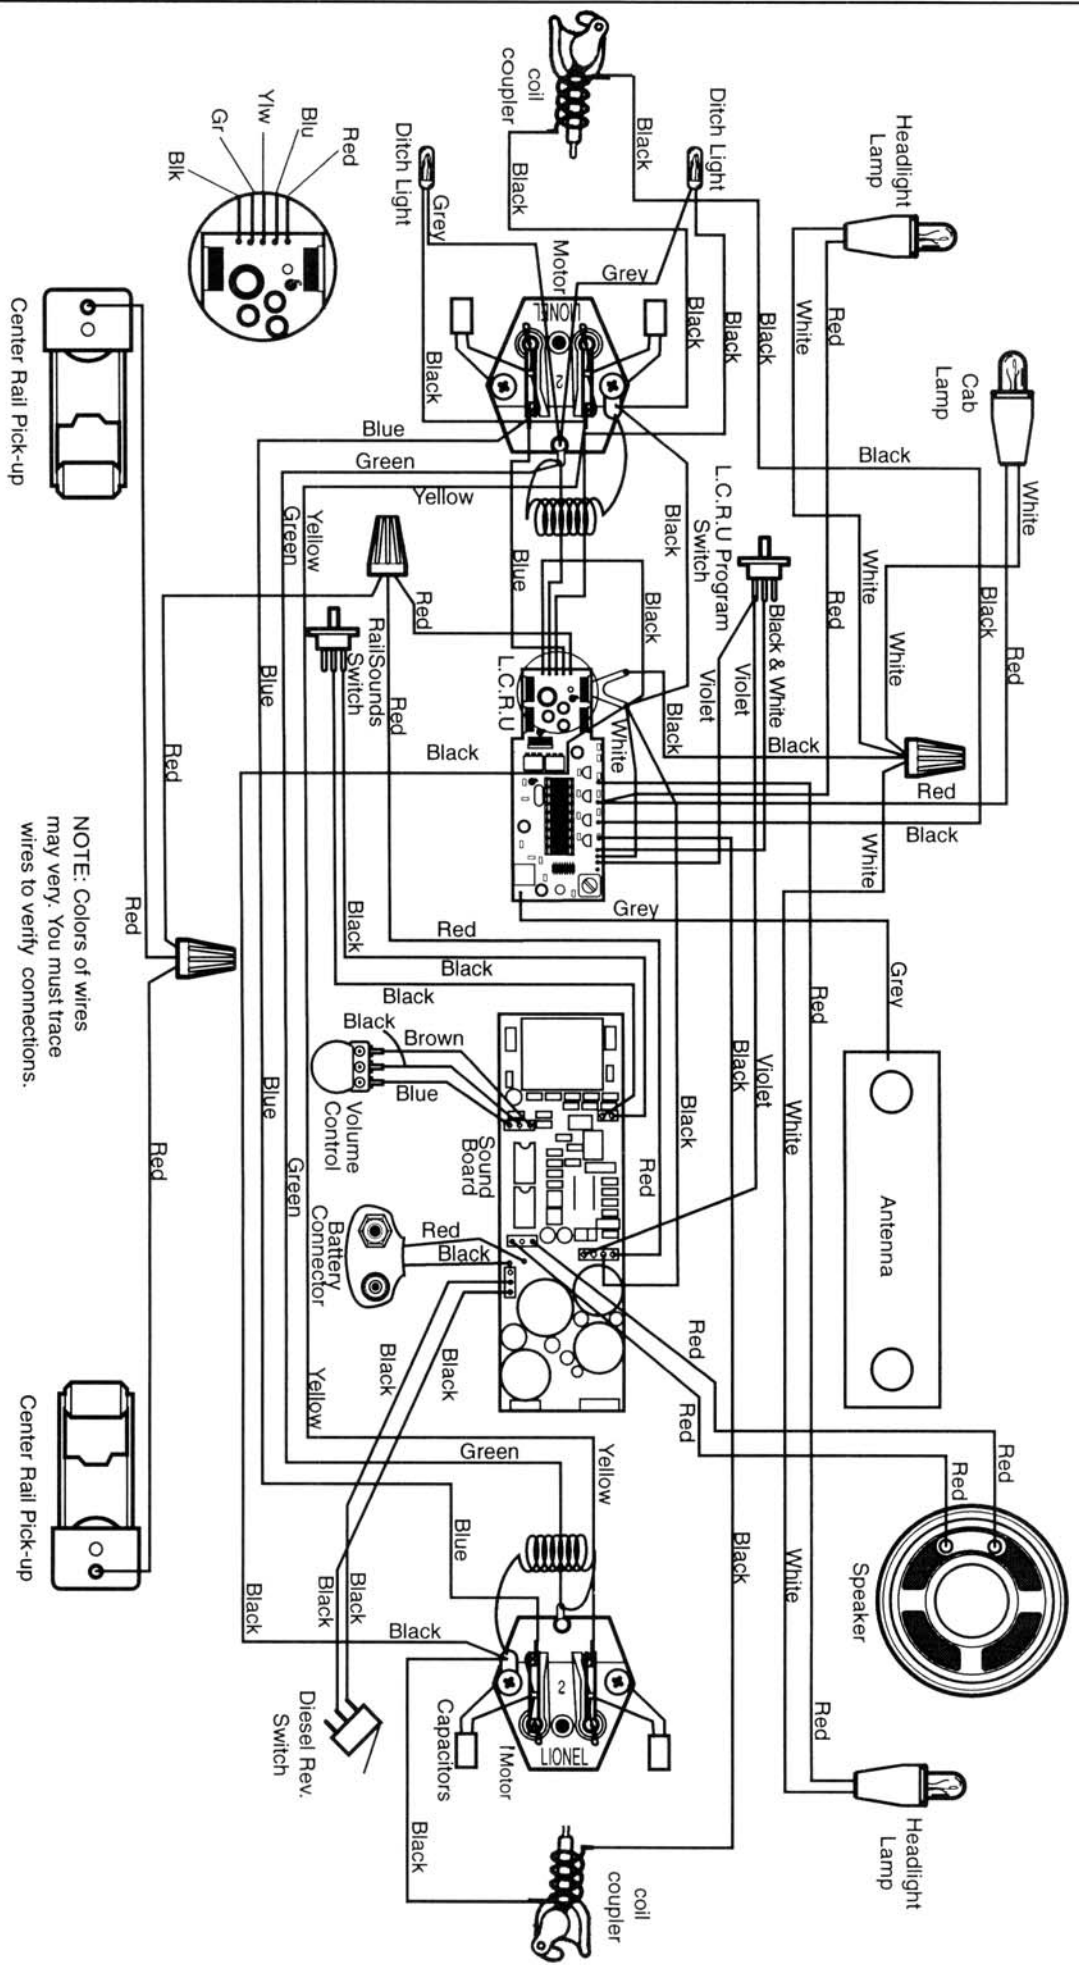 Headlight
Lamp
Cab
Lamp
White
Red
White
Red
White
White
White
Black
Black
Red
Red
Black
White
coil
coupler
Black
Black
Ditch Light
Ditch Light
Grey
Grey
Motor
LIONEL
2
Black
Black
Black
Black
Red
Blu
Ylw
Gr
Blk
Center Rail Pick-up
Blue
Green
Yellow
Yellow
Green
Blue
Black
Black
L.C.R.U Program
Switch
Black & White
Violet
Violet
Black
Black
White
L.C.R.U
Red
RailSounds
Switch
Red
Red
Black
Blue
Grey
Grey
Red
Black
Black
Black
Antenna
Red
Black
Violet
White
Black
Red
Black
Brown
Blue
Volume
Control
Sound
Board
Battery
Connector
Red
Black
Black
Black
Blue
Green
Yellow
Red
Red
Red
Red
Speaker
NOTE: Colors of wires
may very. You must trace
wires to verify connections.
Red
Red
Center Rail Pick-up
Green
Yellow
Blue
Black
Black
Black
Black
Diesel Rev.
Switch
Capacitors
Motor
2
LIONEL
Black
coil
coupler
Black
White
Red
Headlight
Lamp